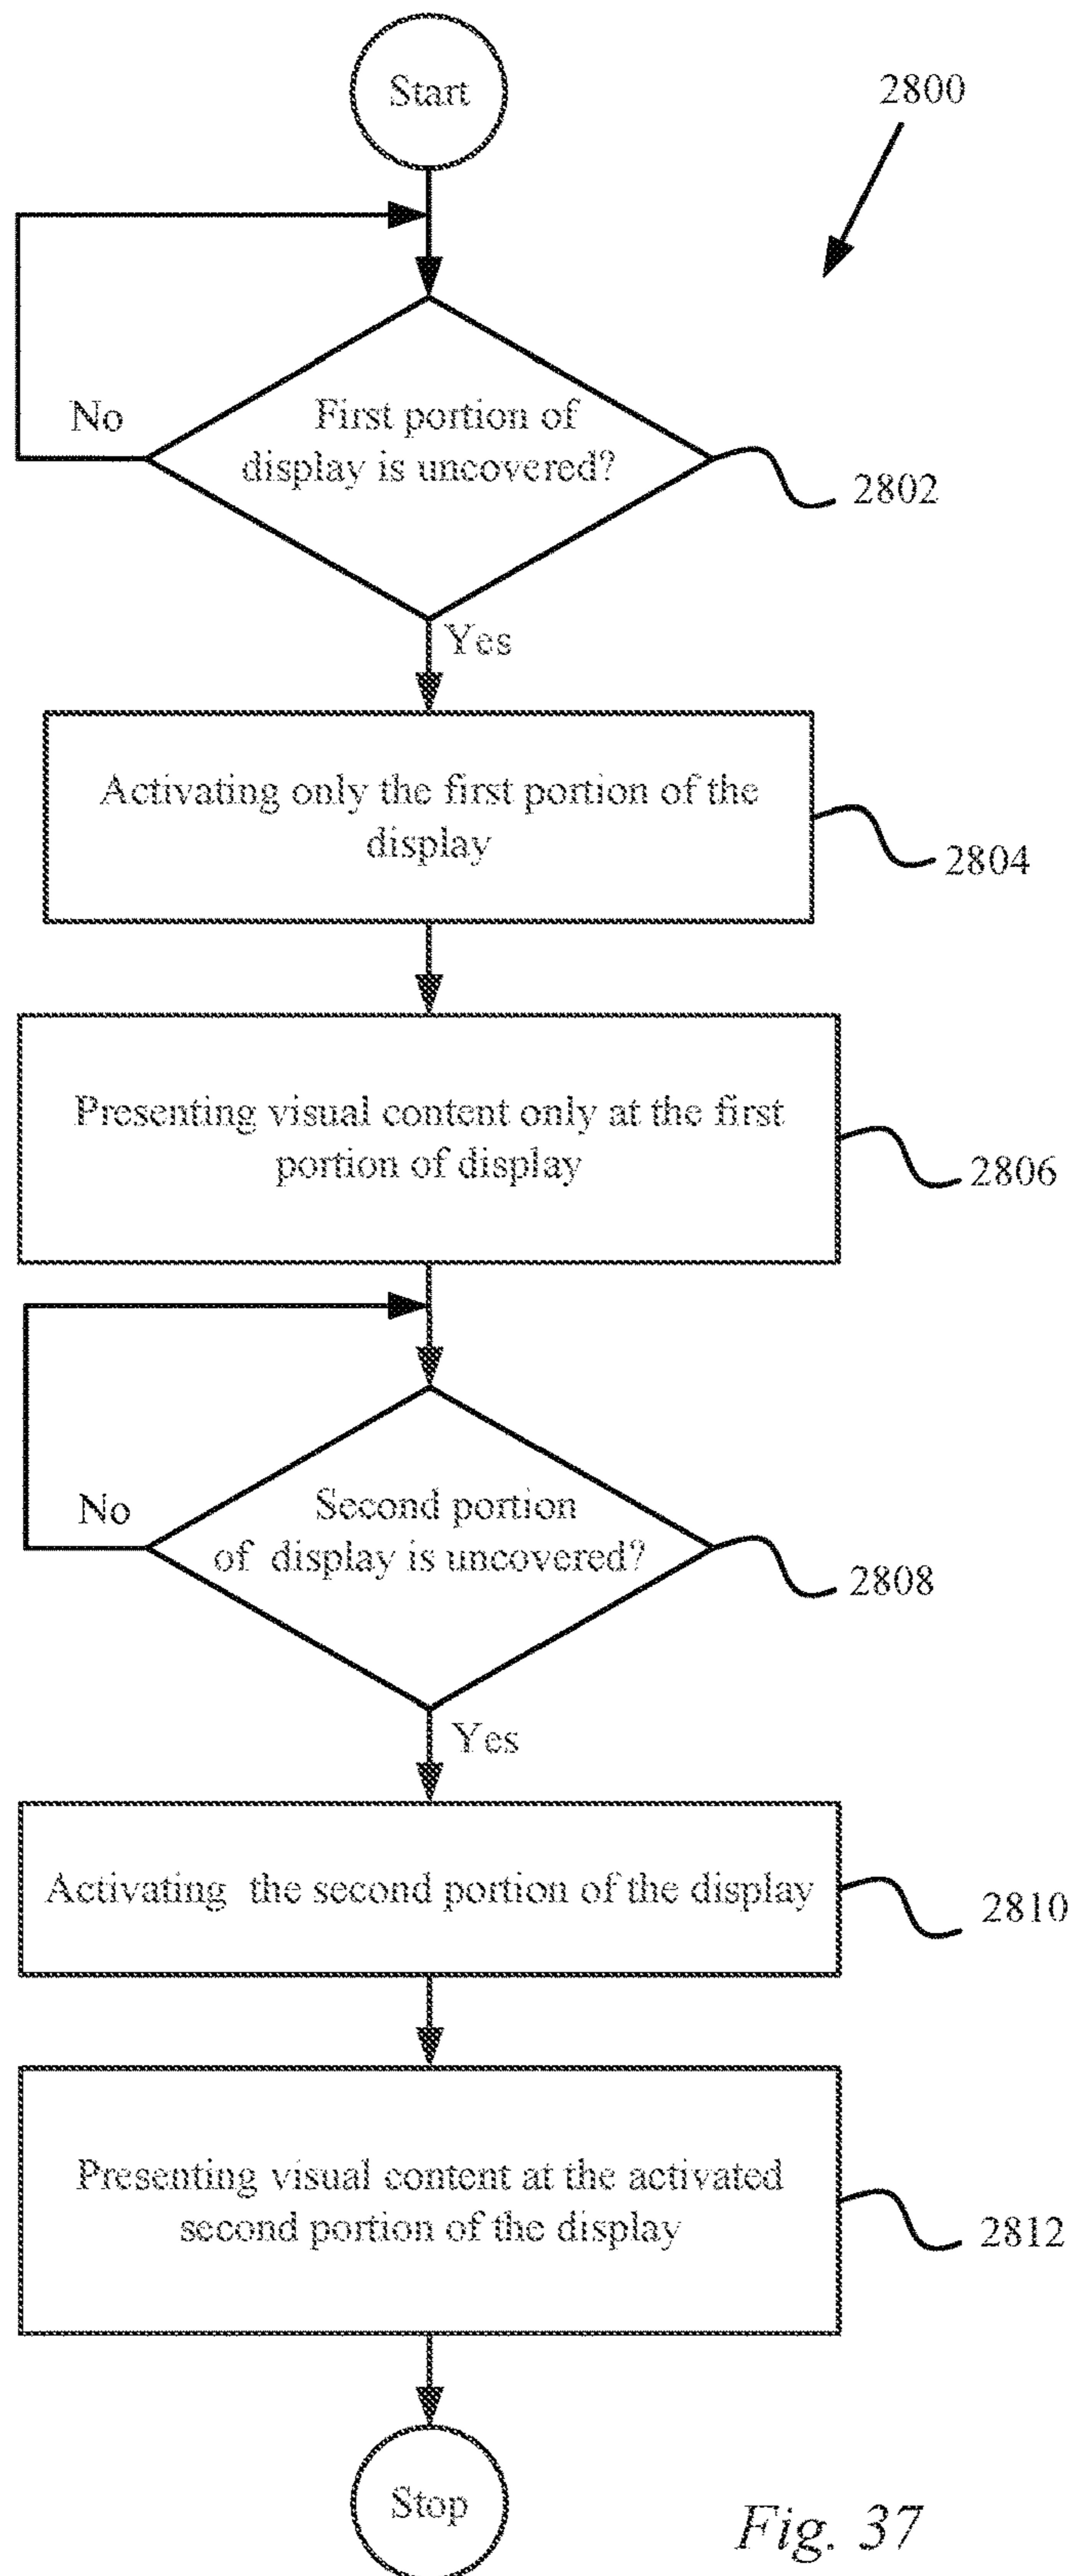 Start
2800
First portion of
display is uncovered?
No
2802
Yes
Activating only the first portion of the
display
2804
Presenting visual content only at the first
portion of display
2806
Second portion
of display is uncovered?
No
2808
Yes
Activating the second portion of the display
2810
Presenting visual content at the activated
second portion of the display
2812
Stop
Fig. 37